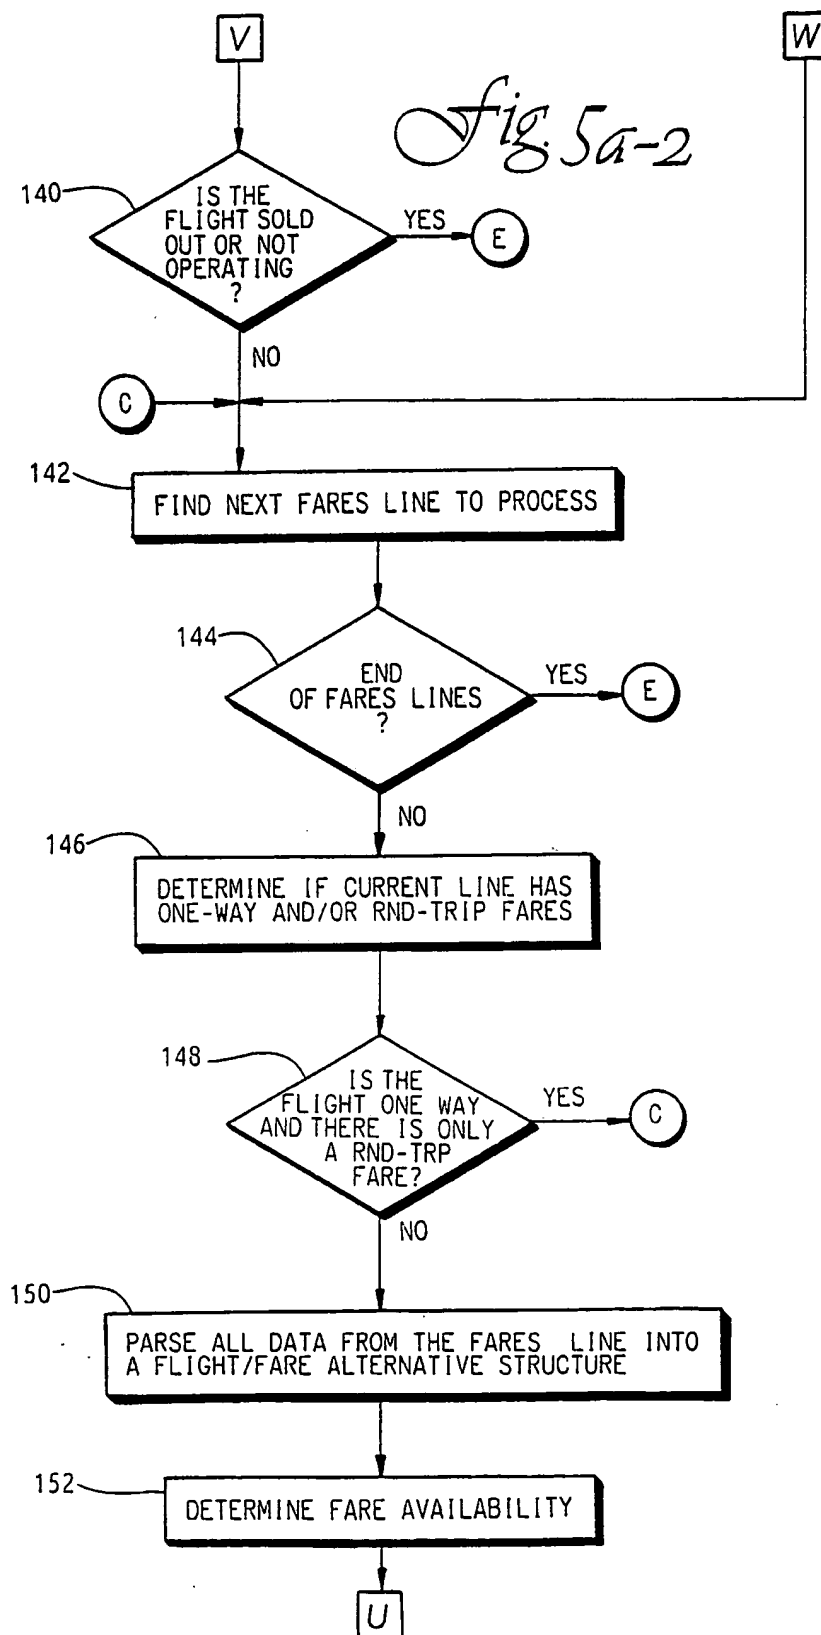 V
W
Fig. 5a-2
140
IS THE
FLIGHT SOLD
OUT OR NOT
OPERATING
?
YES
E
NO
C
142
FIND NEXT FARES LINE TO PROCESS
144
END
OF FARES LINES
?
YES
E
NO
146
DETERMINE IF CURRENT LINE HAS
ONE-WAY AND/OR RND-TRIP FARES
148
IS THE
FLIGHT ONE WAY
AND THERE IS ONLY
A RND-TRP
FARE?
YES
C
NO
150
PARSE ALL DATA FROM THE FARES LINE INTO
A FLIGHT/FARE ALTERNATIVE STRUCTURE
152
DETERMINE FARE AVAILABILITY
U